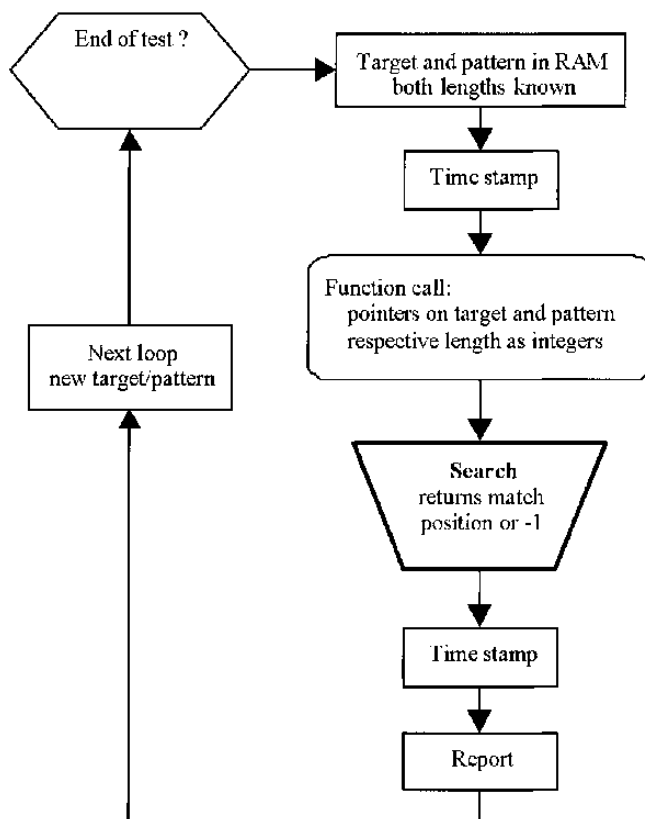 End of test ?
Target and pattern in RAM
both lengths known
Time stamp
Function call:
pointers on target and pattern
respective length as integers
Next loop
new target/pattern
Search
returns match
position or -1
Time stamp
Report